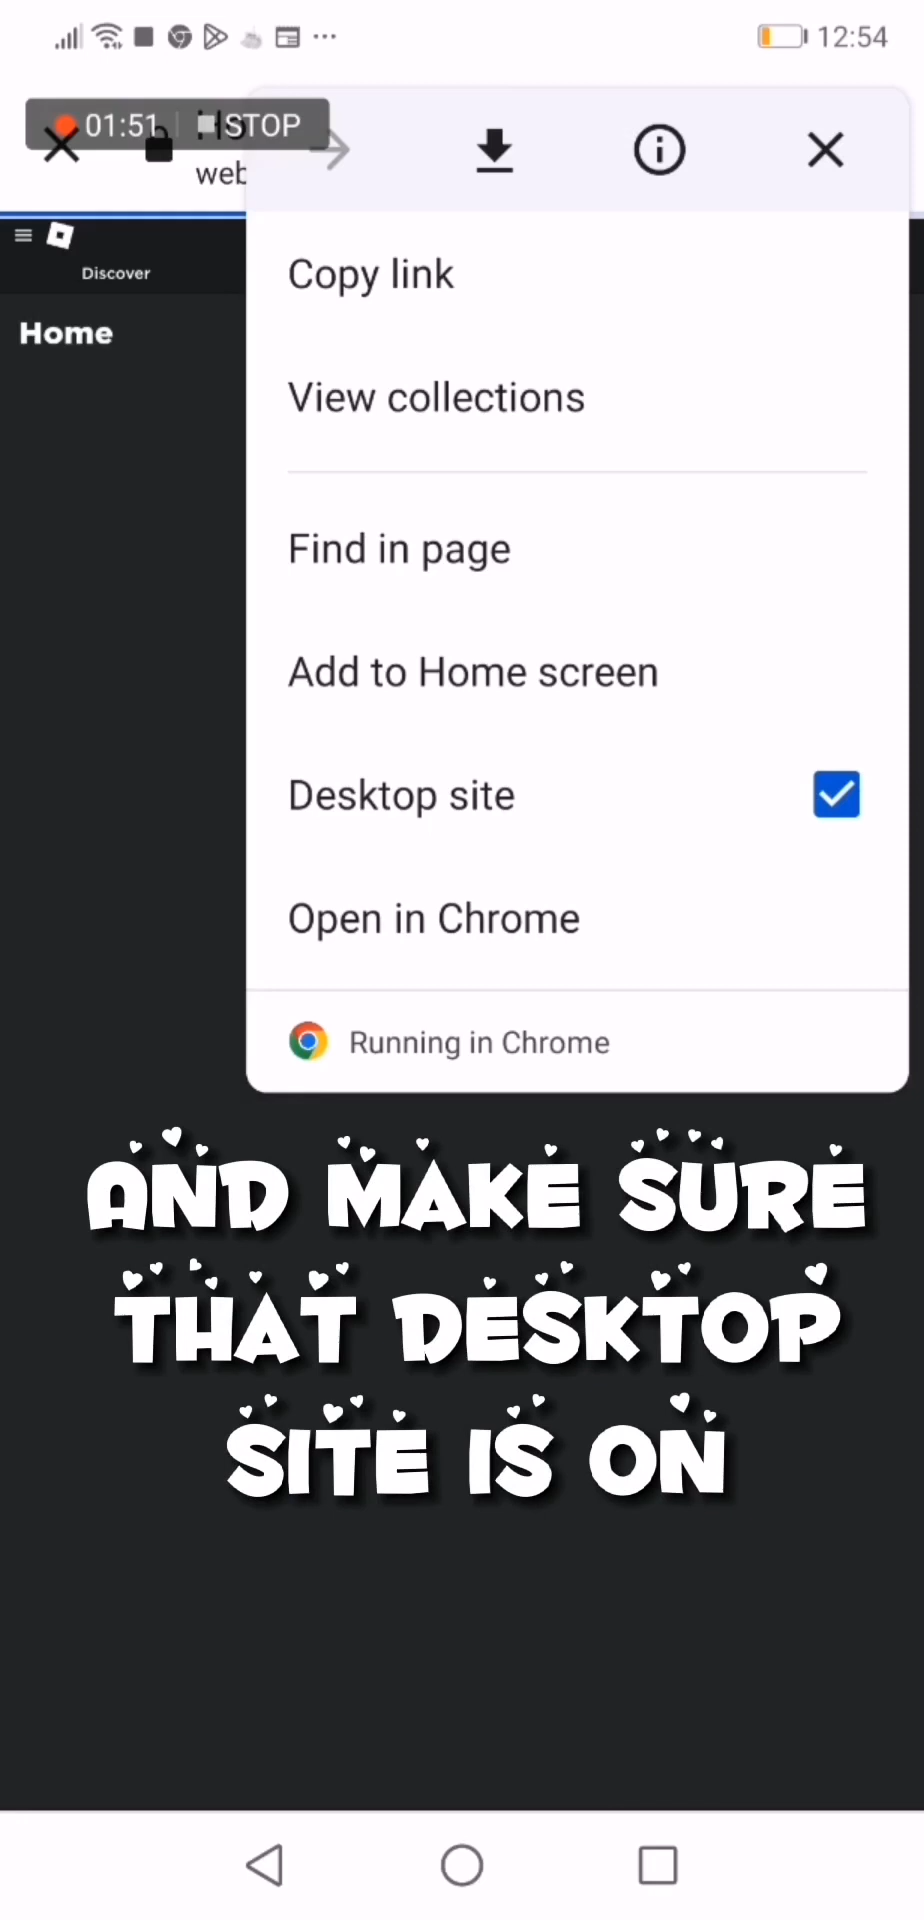 12:54
01:51 STOP
web
Discover
Home
Copy link
View collections
Find in page
Add to Home screen
Desktop site
Open in Chrome
Running in Chrome
AND MAKE SURE
THAT DESKTOP
SITE IS ON